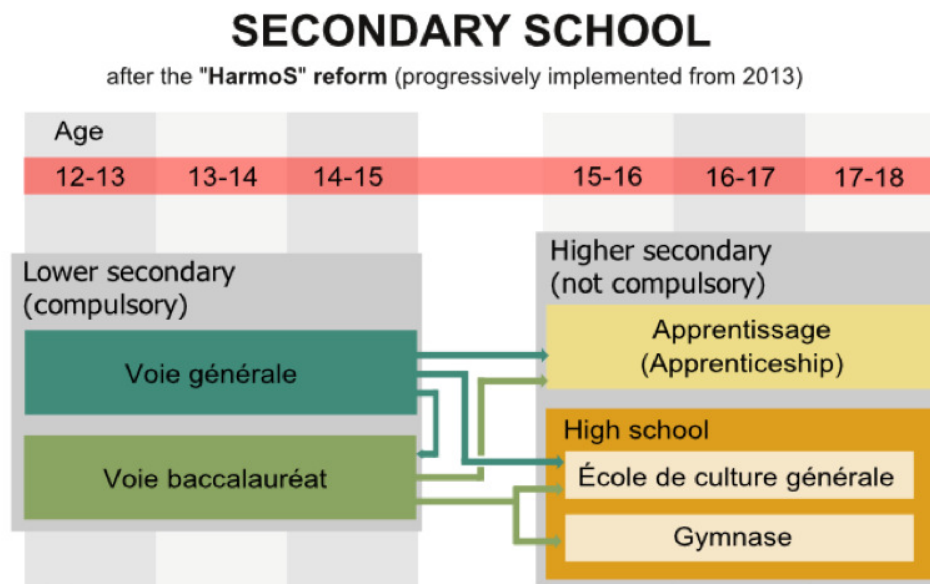 SECONDARY SCHOOL
after the "HarmoS" reform (progressively implemented from 2013)
Age
12-13 13-14 14-15 15-16 16-17 17-18
Lower secondary
(compulsory)
Voie générale
Voie baccalauréat
Higher secondary
(not compulsory)
Apprentissage
(Apprenticeship)
High school
École de culture générale
Gymnase